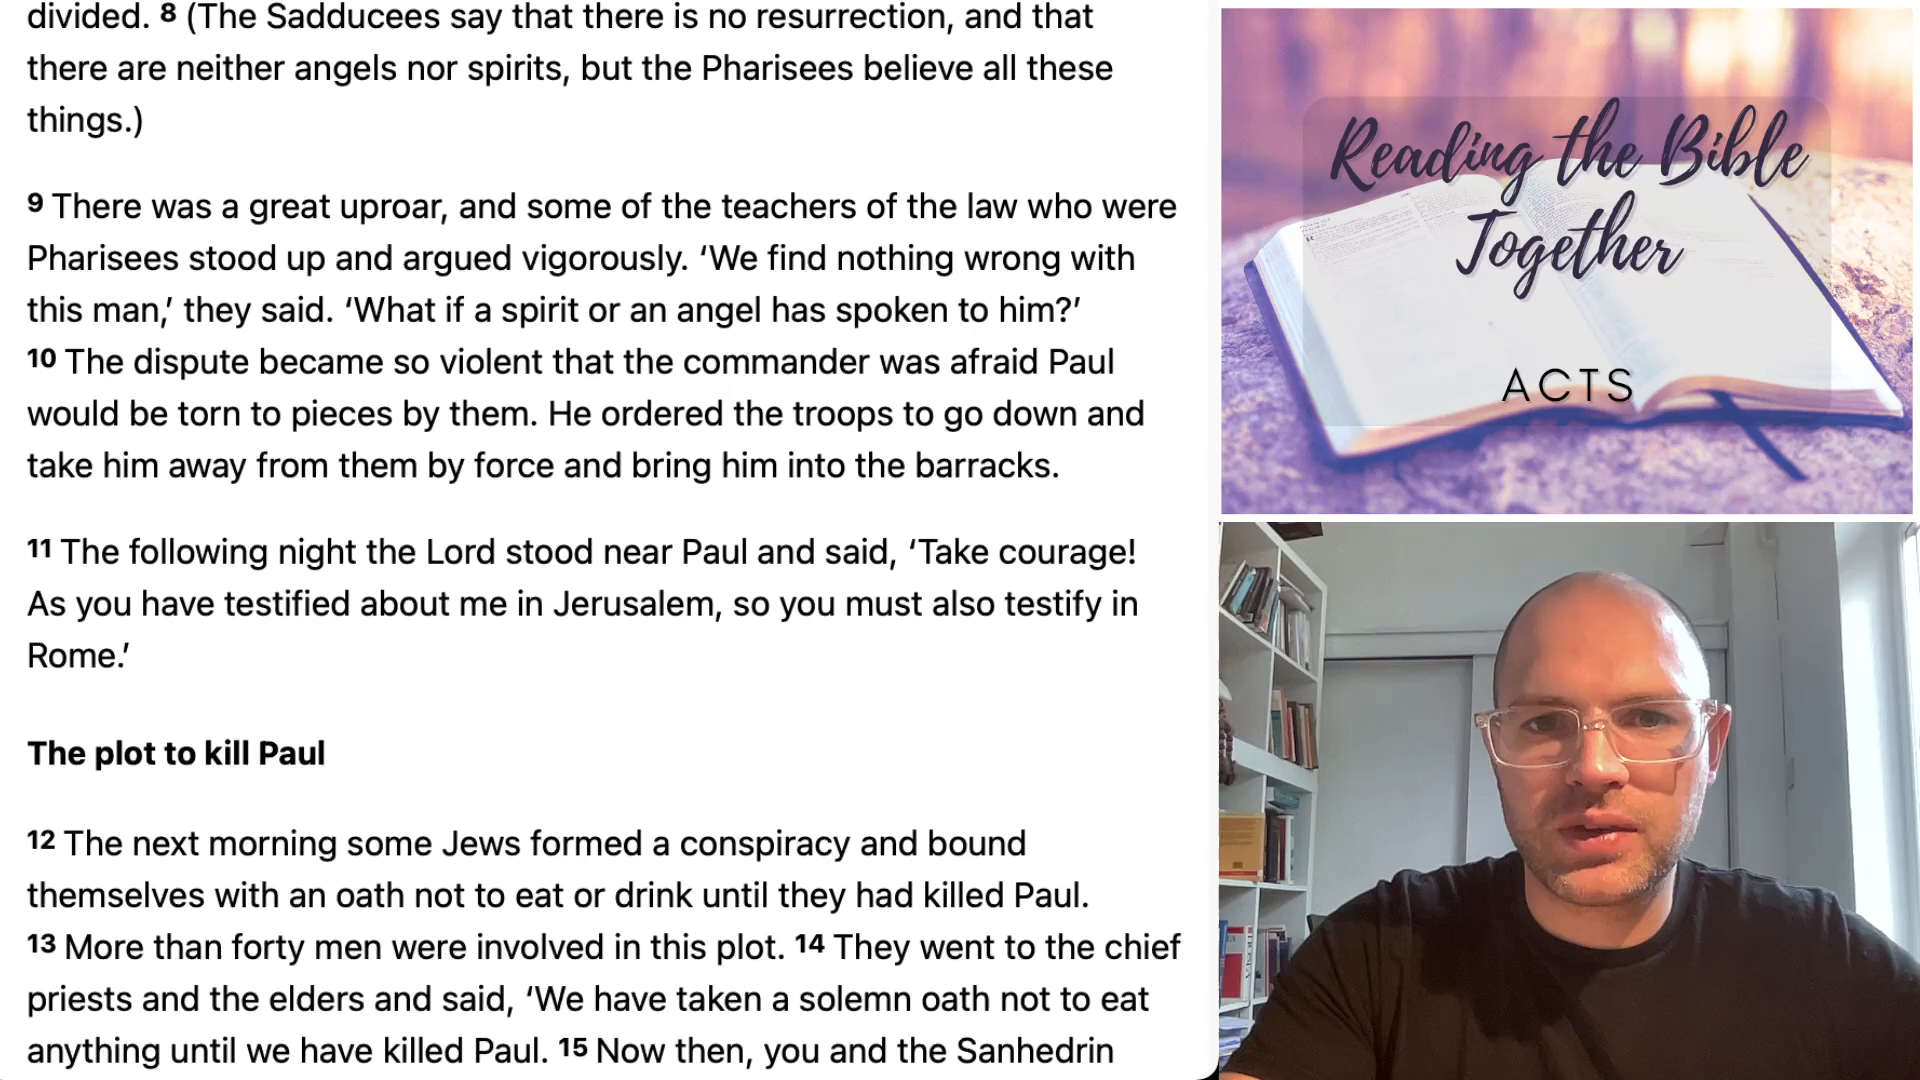 divided. 8 (The Sadducees say that there is no resurrection, and that
there are neither angels nor spirits, but the Pharisees believe all these
things.)
9 There was a great uproar, and some of the teachers of the law who were
Pharisees stood up and argued vigorously. ‘We find nothing wrong with
this man,’ they said. ‘What if a spirit or an angel has spoken to him?’
10 The dispute became so violent that the commander was afraid Paul
would be torn to pieces by them. He ordered the troops to go down and
take him away from them by force and bring him into the barracks.
11 The following night the Lord stood near Paul and said, ‘Take courage!
As you have testified about me in Jerusalem, so you must also testify in
Rome.’
The plot to kill Paul
12 The next morning some Jews formed a conspiracy and bound
themselves with an oath not to eat or drink until they had killed Paul.
13 More than forty men were involved in this plot. 14 They went to the chief
priests and the elders and said, ‘We have taken a solemn oath not to eat
anything until we have killed Paul. 15 Now then, you and the Sanhedrin
Reading the Bible
Together
ACTS